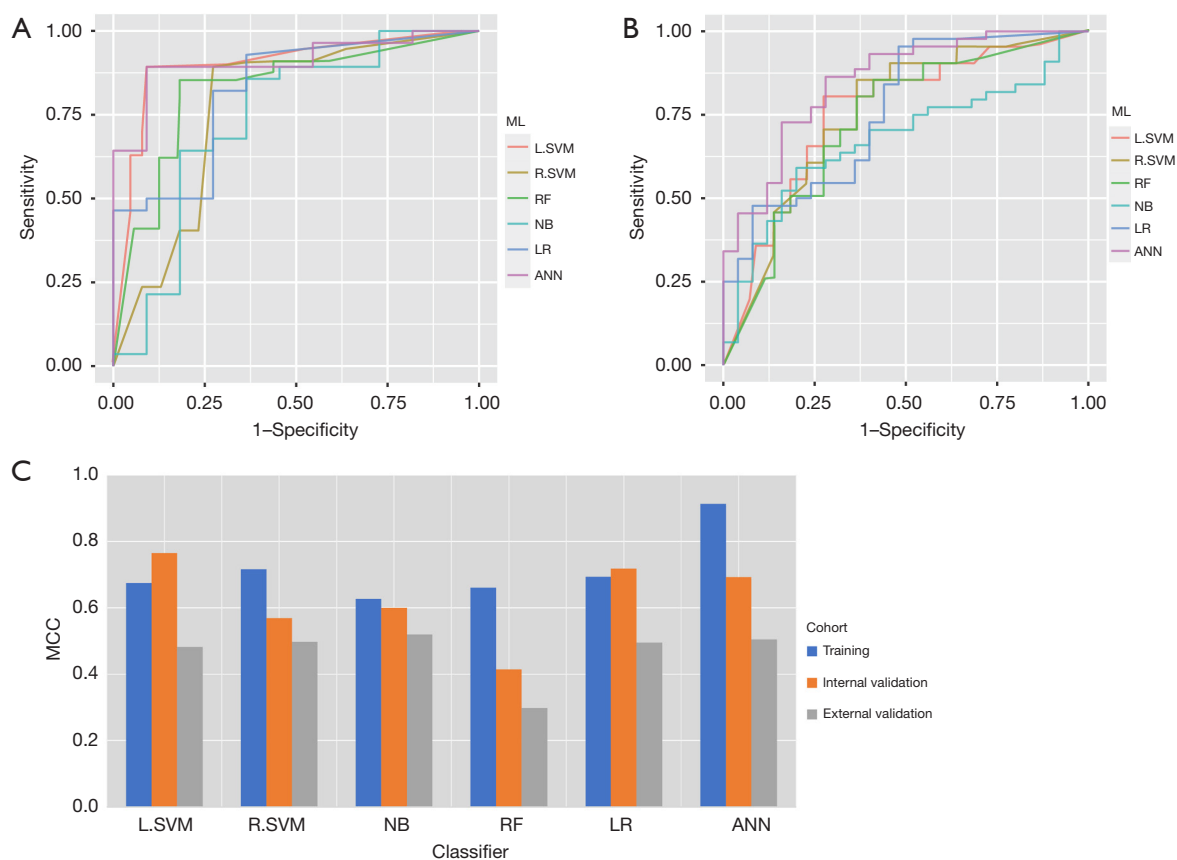 A
1.00
0.75
0.50
0.25
0.00
Sensitivity
0.00 0.25 0.50 0.75 1.00
1–Specificity
ML
L.SVM
R.SVM
RF
NB
LR
ANN
B
1.00
0.75
0.50
0.25
0.00
Sensitivity
0.00 0.25 0.50 0.75 1.00
1–Specificity
ML
L.SVM
R.SVM
RF
NB
LR
ANN
C
1.0
0.8
0.6
0.4
0.2
0.0
MCC
L.SVM R.SVM NB RF LR ANN
Classifier
Cohort
Training
Internal validation
External validation